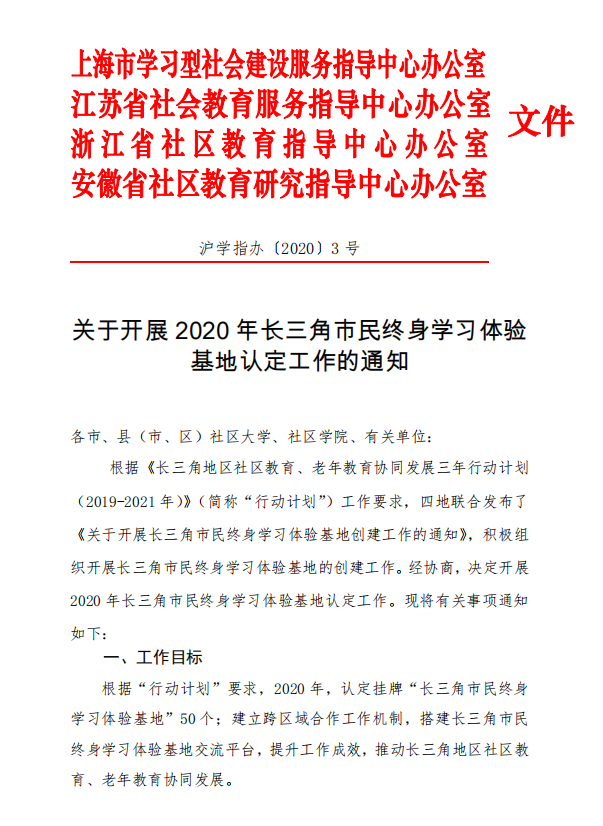 上海市学习型社会建设服务指导中心办公室
江苏省社会教育服务指导中心办公室
浙江省社区教育指导中心办公室
安徽省社区教育研究指导中心办公室
文件
沪学指办〔2020〕3 号
关于开展 2020 年长三角市民终身学习体验
基地认定工作的通知
各市、县（市、区）社区大学、社区学院、有关单位：
根据《长三角地区社区教育、老年教育协同发展三年行动计划
（2019-2021 年）》（简称“行动计划”）工作要求，四地联合发布了
《关于开展长三角市民终身学习体验基地创建工作的通知》，积极组
织开展长三角市民终身学习体验基地的创建工作。经协商，决定开展
2020 年长三角市民终身学习体验基地认定工作。现将有关事项通知
如下：
一、工作目标
根据“行动计划”要求，2020 年，认定挂牌“长三角市民终身
学习体验基地”50 个；建立跨区域合作工作机制，搭建长三角市民
终身学习体验基地交流平台，提升工作成效，推动长三角地区社区教
育、老年教育协同发展。